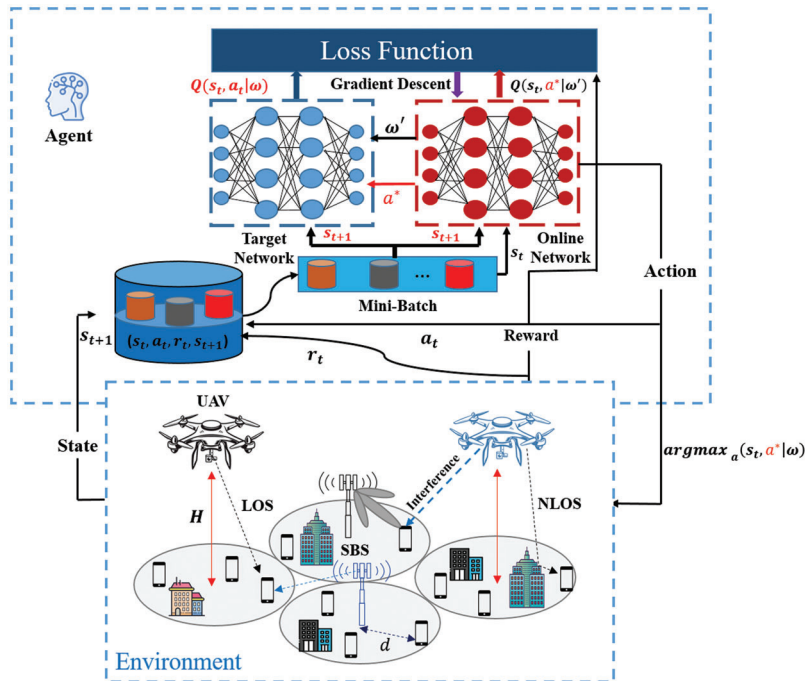 Loss Function
Q(s_t, a_t|ω)
Gradient Descent
Q(s_t, a*|ω′)
Agent
ω′
a*
s_{t+1}
s_{t+1}
s_t
Target
Network
Online
Network
Action
...
Mini-Batch
s_{t+1}
(s_t, a_t, r_t, s_{t+1})
a_t
Reward
r_t
UAV
State
argmax_a(s_t, a*|ω)
Interference
LOS
NLOS
H
SBS
d
Environment